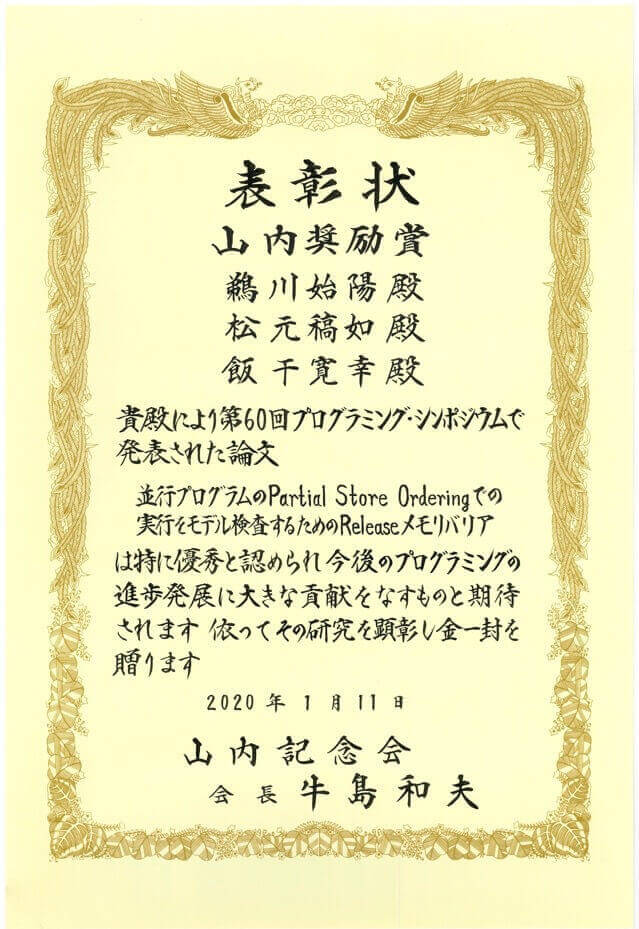 表彰状
山内奨励賞
鵜川始陽殿
松元稿如殿
飯干寛幸殿
貴殿により第60回プログラミング・シンポジウムで
発表された論文
並行プログラムのPartial Store Orderingでの
実行をモデル検査するためのReleaseメモリバリア
は特に優秀と認められ今後のプログラミングの
進歩発展に大きな貢献をなすものと期待
されます 依ってその研究を顕彰し金一封を
贈ります
2020年1月11日
山内記念会
会長 牛島和夫